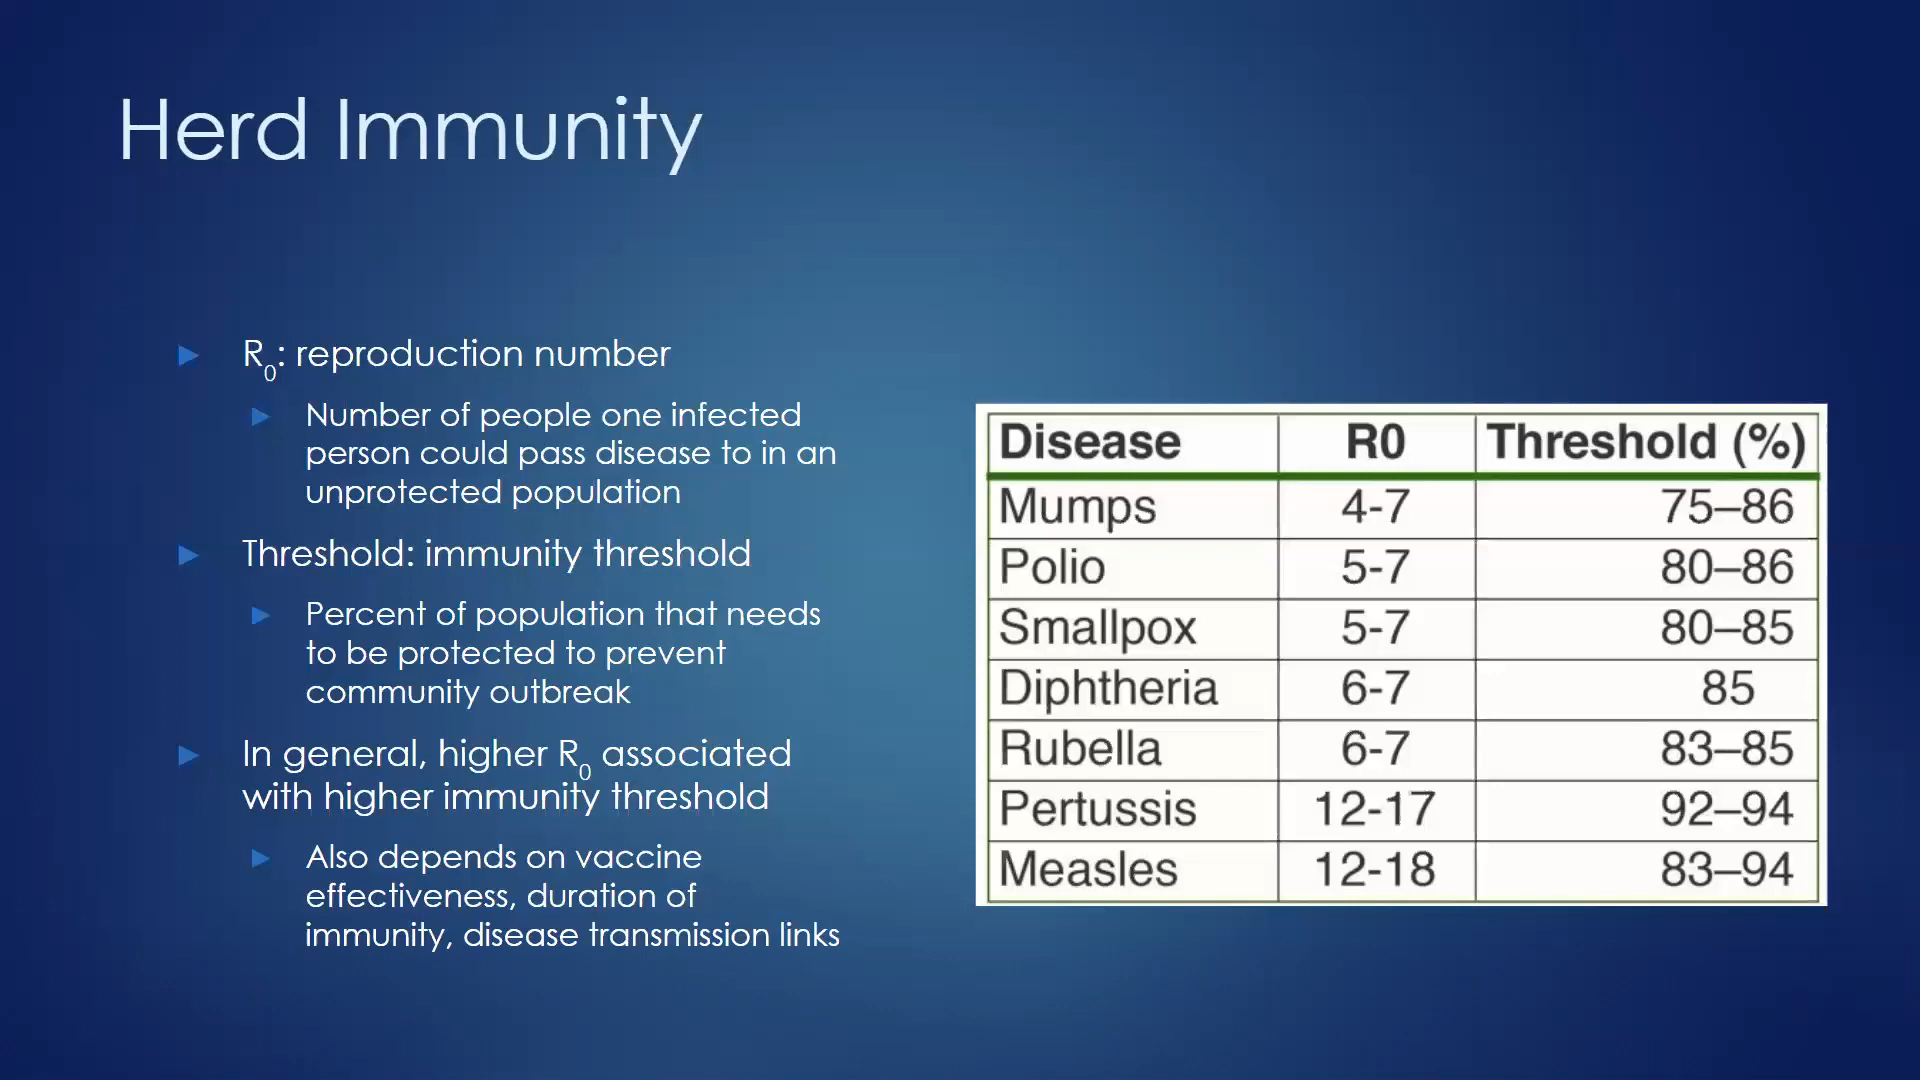 Herd Immunity
R0: reproduction number
Number of people one infected
person could pass disease to in an
unprotected population
Threshold: immunity threshold
Percent of population that needs
to be protected to prevent
community outbreak
In general, higher R0 associated
with higher immunity threshold
Also depends on vaccine
effectiveness, duration of
immunity, disease transmission links
Disease R0 Threshold (%)
Mumps 4-7 75–86
Polio 5-7 80–86
Smallpox 5-7 80–85
Diphtheria 6-7 85
Rubella 6-7 83–85
Pertussis 12-17 92–94
Measles 12-18 83–94